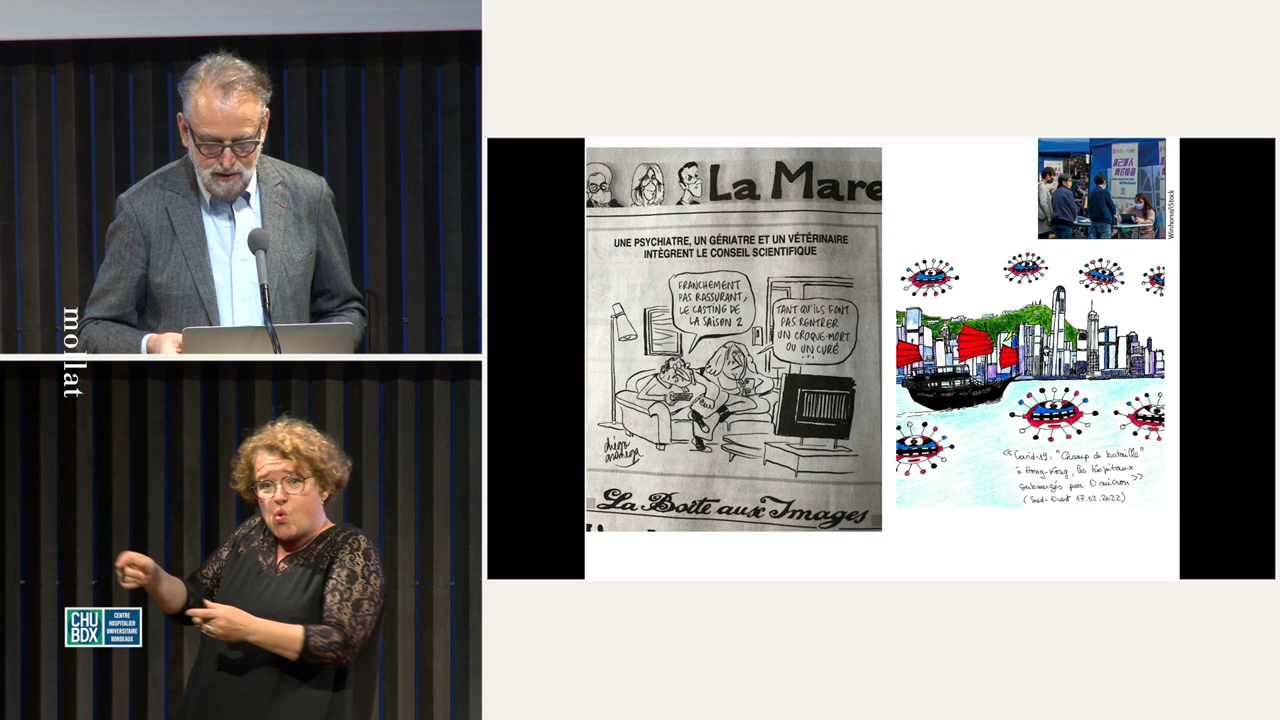 mollat
CHU
BDX
CENTRE
HOSPITALIER
UNIVERSITAIRE
BORDEAUX
La Mare
UNE PSYCHIATRE, UN GÉRIATRE ET UN VÉTÉRINAIRE
INTÈGRENT LE CONSEIL SCIENTIFIQUE
FRANCHEMENT
PAS RASSURANT,
LE CASTING DE
LA SAISON 2
TANT QU'ILS FONT
PAS RENTRER
UN CROQUE-MORT
OU UN CURÉ
...
La Boîte aux Images
Winhorse/iStock
"Covid-19, "Champ de bataille"
à Hong-Kong, les hôpitaux
submergés par Omicron"
(Sud-Ouest 17.02.2022)